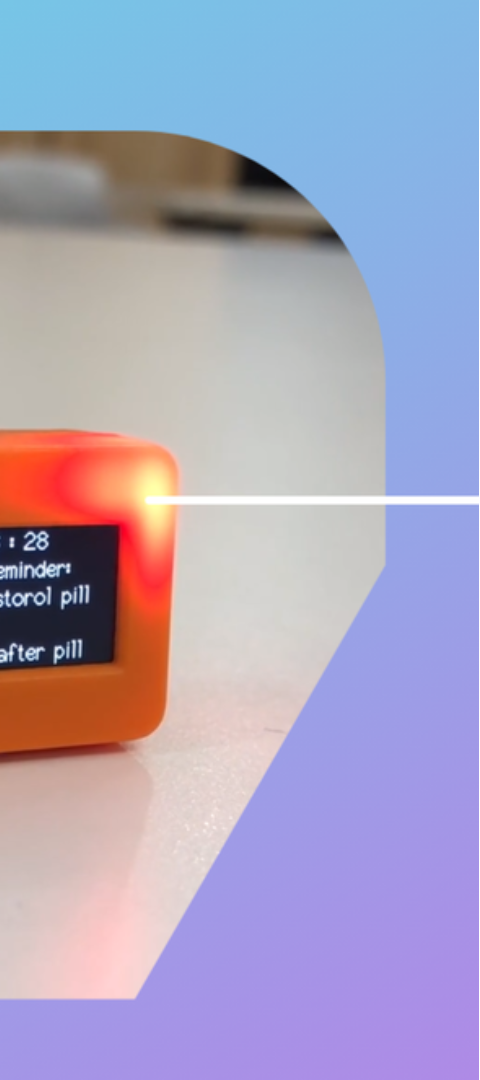 : 28
eminder:
storol pill
after pill